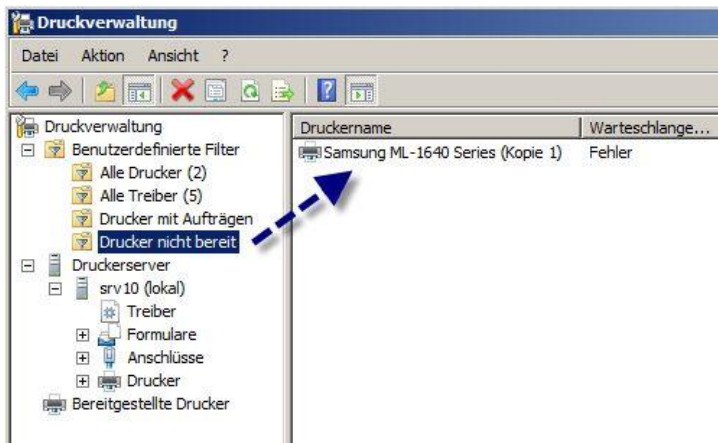 Druckverwaltung
Datei Aktion Ansicht ?
Druckverwaltung
Benutzerdefinierte Filter
Alle Drucker (2)
Alle Treiber (5)
Drucker mit Aufträgen
Drucker nicht bereit
Druckerserver
srv10 (lokal)
Treiber
Formulare
Anschlüsse
Drucker
Bereitgestellte Drucker
Druckername Warteschlange...
Samsung ML-1640 Series (Kopie 1) Fehler